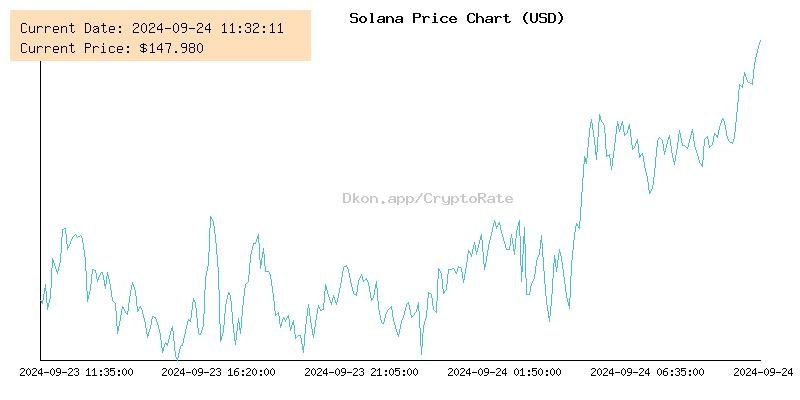 Solana Price Chart (USD)
Current Date: 2024-09-24 11:32:11
Current Price: $147.980
Dkon.app/CryptoRate
2024-09-23 11:35:00 2024-09-23 16:20:00 2024-09-23 21:05:00 2024-09-24 01:50:00 2024-09-24 06:35:00 2024-09-24